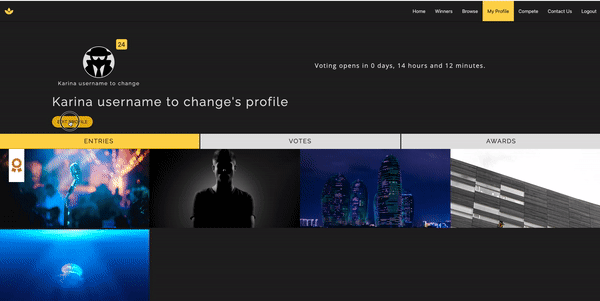 Home Winners Browse My Profile Compete Contact Us Logout
24
Karina username to change
Voting opens in 0 days, 14 hours and 12 minutes.
Karina username to change's profile
EDIT PROFILE
ENTRIES VOTES AWARDS